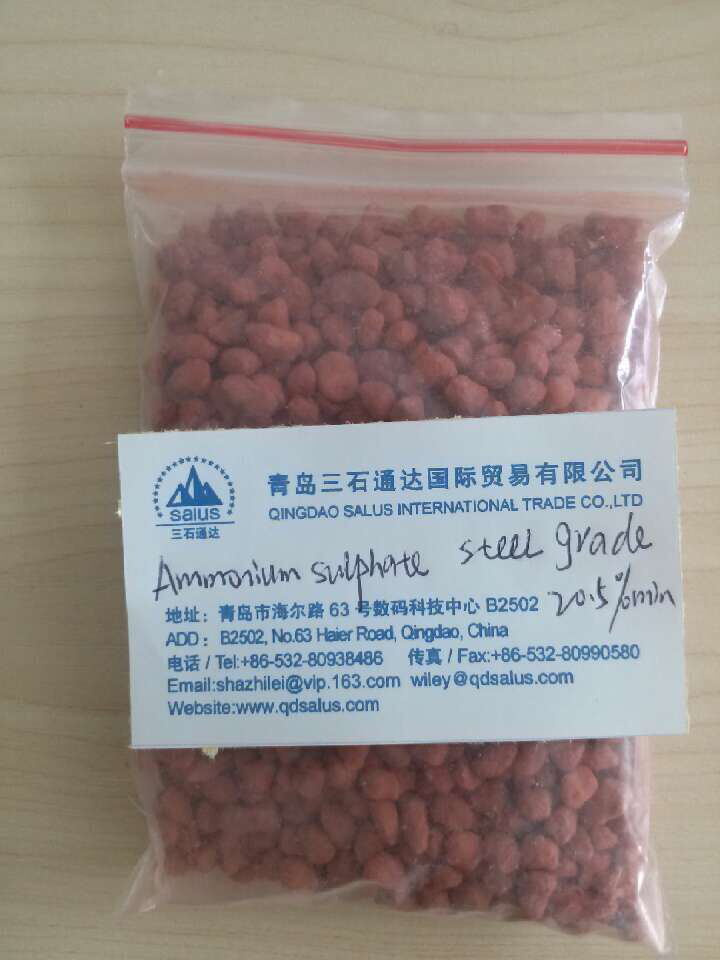 salus
三石通达
青岛三石通达国际贸易有限公司
QINGDAO SALUS INTERNATIONAL TRADE CO.,LTD
Ammonium sulphate steel grade
20.5% min
地址：青岛市海尔路 63 号数码科技中心 B2502
ADD：B2502, No.63 Haier Road, Qingdao, China
电话 / Tel:+86-532-80938486 传真 / Fax:+86-532-80990580
Email:shazhilei@vip.163.com wiley@qdsalus.com
Website:www.qdsalus.com